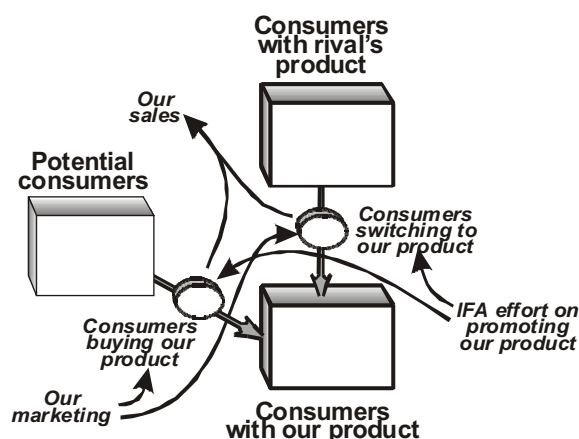 Consumers
with rival's
product
Our
sales
Potential
consumers
Consumers
switching to
our product
IFA effort on
promoting
our product
Consumers
buying our
product
Our
marketing
Consumers
with our product